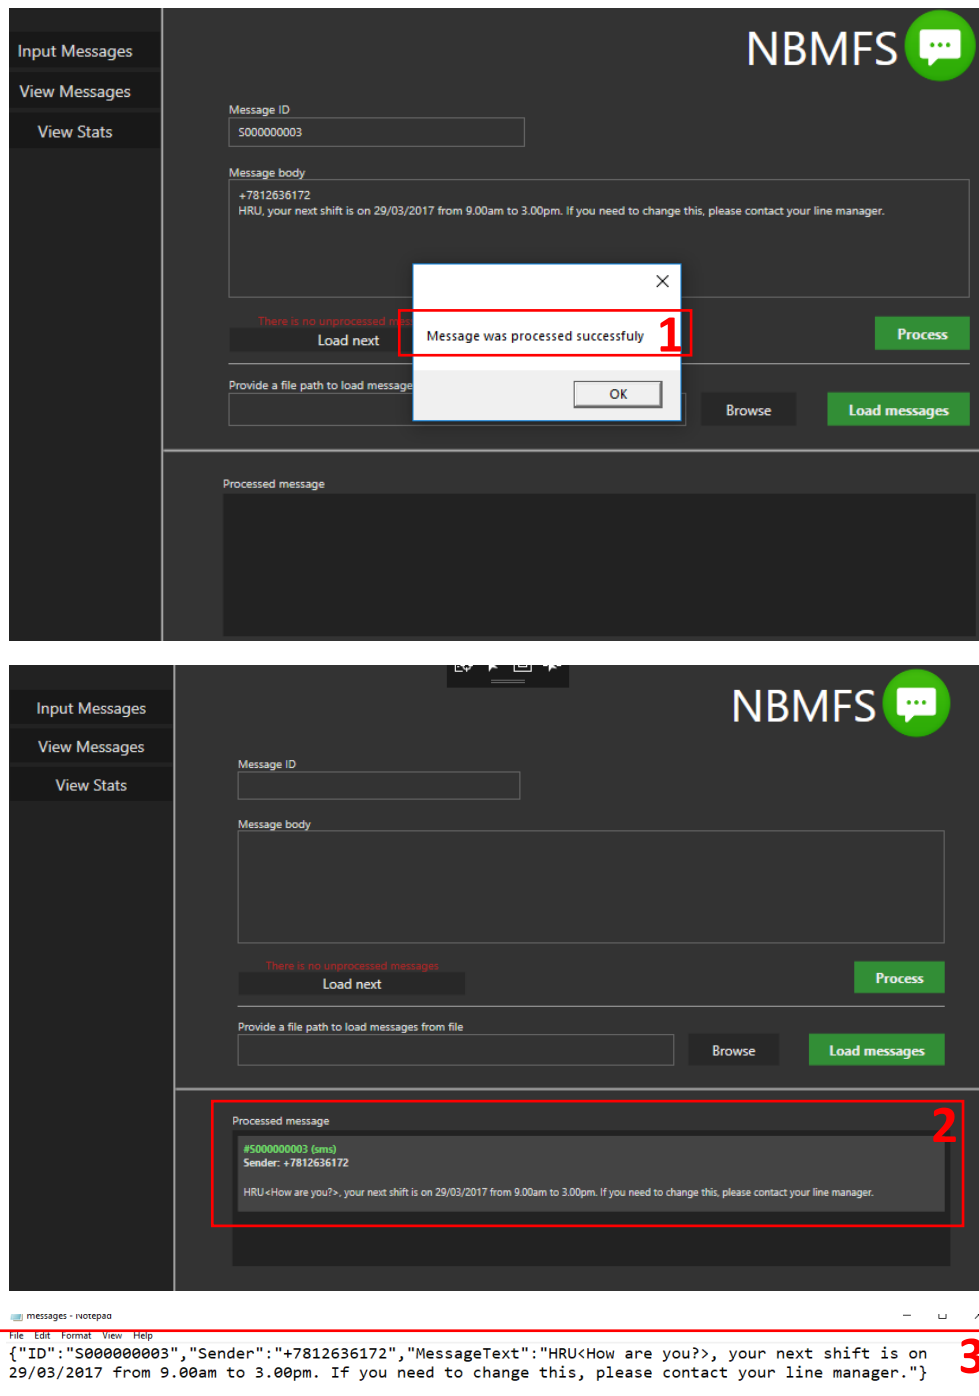 Input Messages
View Messages
View Stats
NBMFS
Message ID
S000000003
Message body
+7812636172
HRU, your next shift is on 29/03/2017 from 9.00am to 3.00pm. If you need to change this, please contact your line manager.
There is no unprocessed
Load next
Message was processed successfuly
1
OK
Process
Provide a file path to load message
Browse
Load messages
Processed message
Input Messages
View Messages
View Stats
NBMFS
Message ID
Message body
There is no unprocessed messages
Load next
Process
Provide a file path to load messages from file
Browse
Load messages
Processed message
2
#S000000003 (sms)
Sender: +7812636172
HRU<How are you?>, your next shift is on 29/03/2017 from 9.00am to 3.00pm. If you need to change this, please contact your line manager.
messages - Notepad
File Edit Format View Help
3
{"ID":"S000000003","Sender":"+7812636172","MessageText":"HRU<How are you?>, your next shift is on
29/03/2017 from 9.00am to 3.00pm. If you need to change this, please contact your line manager."}